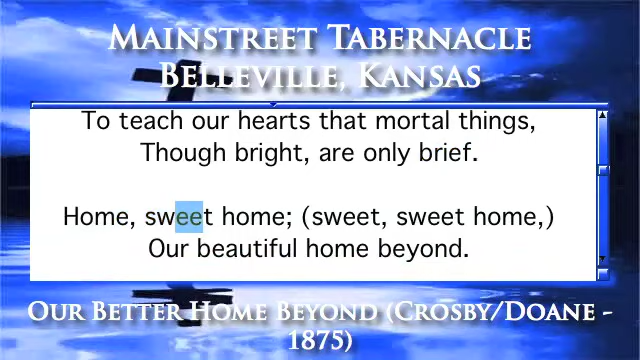 Mainstreet Tabernacle
Belleville, Kansas
To teach our hearts that mortal things,
Though bright, are only brief.
Home, sweet home; (sweet, sweet home,)
Our beautiful home beyond.
Our Better Home Beyond (Crosby/Doane -
1875)